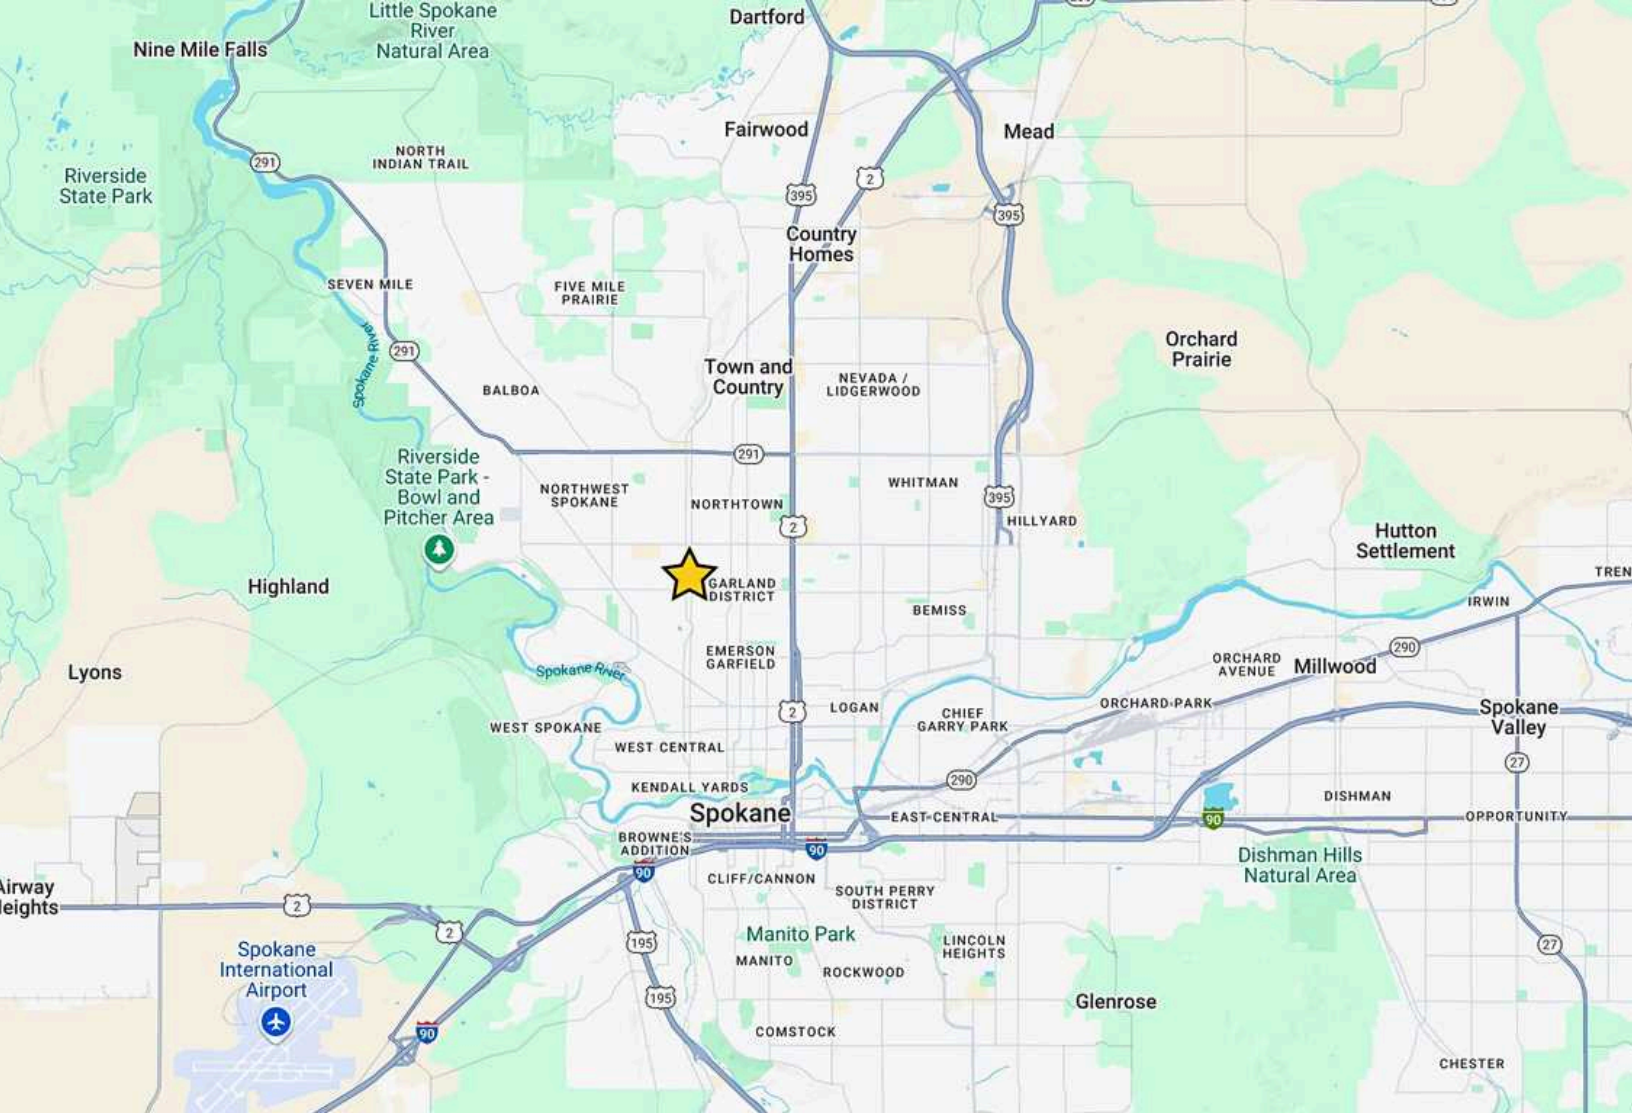 Little Spokane
River
Natural Area
Dartford
Nine Mile Falls
Fairwood
Mead
NORTH
INDIAN TRAIL
291
Riverside
State Park
2
395
395
Country
Homes
SEVEN MILE
FIVE MILE
PRAIRIE
Spokane River
291
Orchard
Prairie
Town and
Country
NEVADA /
LIDGERWOOD
BALBOA
291
Riverside
State Park -
Bowl and
Pitcher Area
NORTHWEST
SPOKANE
NORTHTOWN
WHITMAN
395
2
HILLYARD
Hutton
Settlement
TREN
Highland
GARLAND
DISTRICT
BEMISS
IRWIN
290
EMERSON
GARFIELD
ORCHARD
AVENUE
Millwood
Lyons
Spokane River
2
LOGAN
ORCHARD PARK
CHIEF
GARRY PARK
Spokane
Valley
WEST SPOKANE
WEST CENTRAL
27
290
KENDALL YARDS
DISHMAN
Spokane
EAST CENTRAL
90
OPPORTUNITY
BROWNE'S
ADDITION
90
90
Dishman Hills
Natural Area
CLIFF/CANNON
SOUTH PERRY
DISTRICT
Airway
Heights
2
2
Manito Park
195
LINCOLN
HEIGHTS
27
MANITO
ROCKWOOD
Spokane
International
Airport
195
Glenrose
90
COMSTOCK
CHESTER